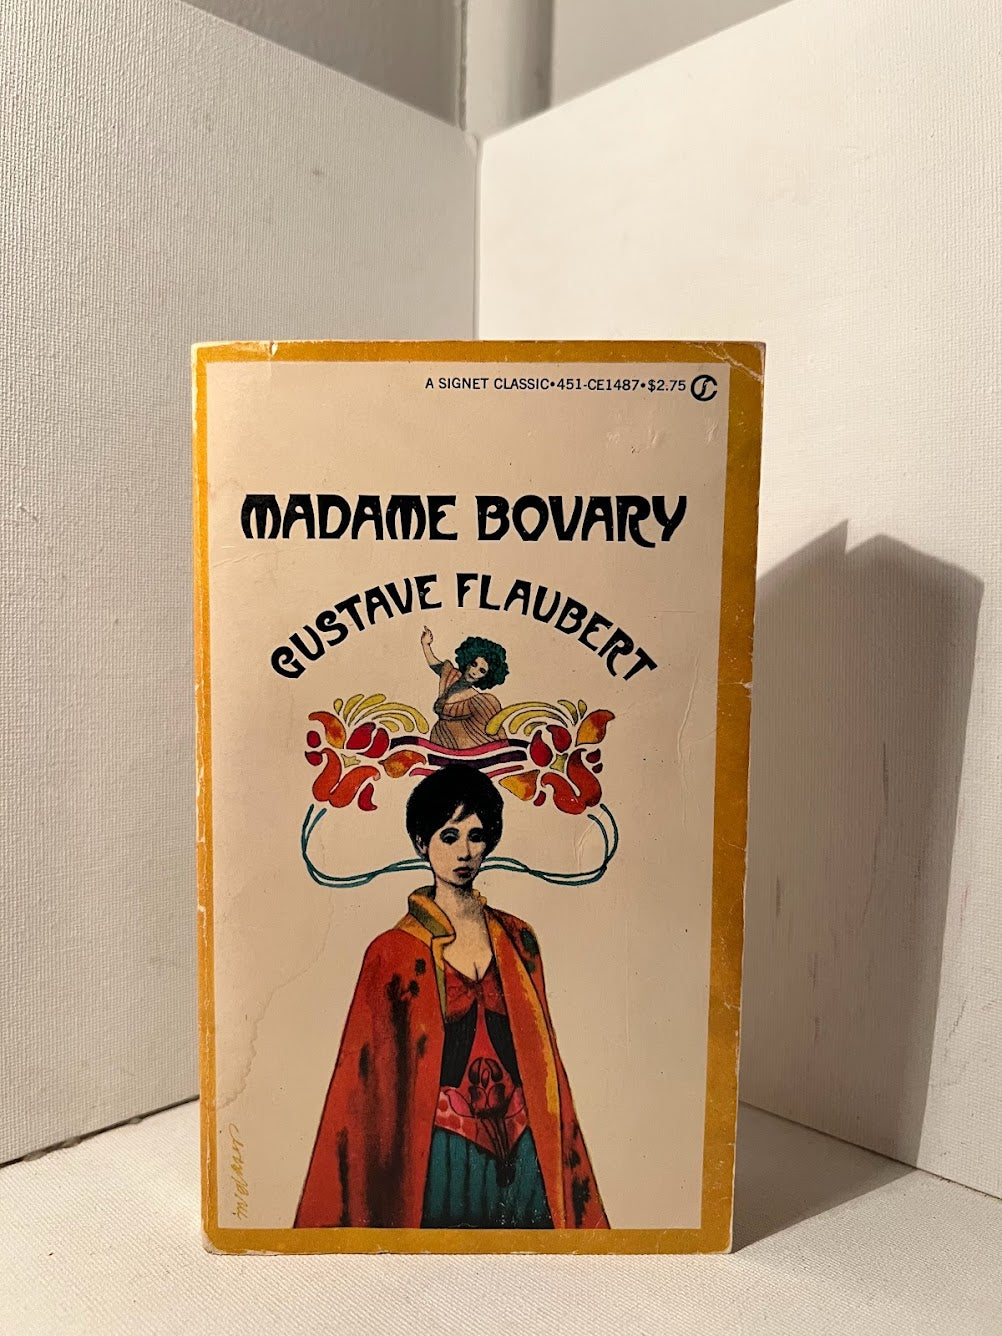 A SIGNET CLASSIC•451-CE1487•$2.75
MADAME BOVARY
GUSTAVE FLAUBERT